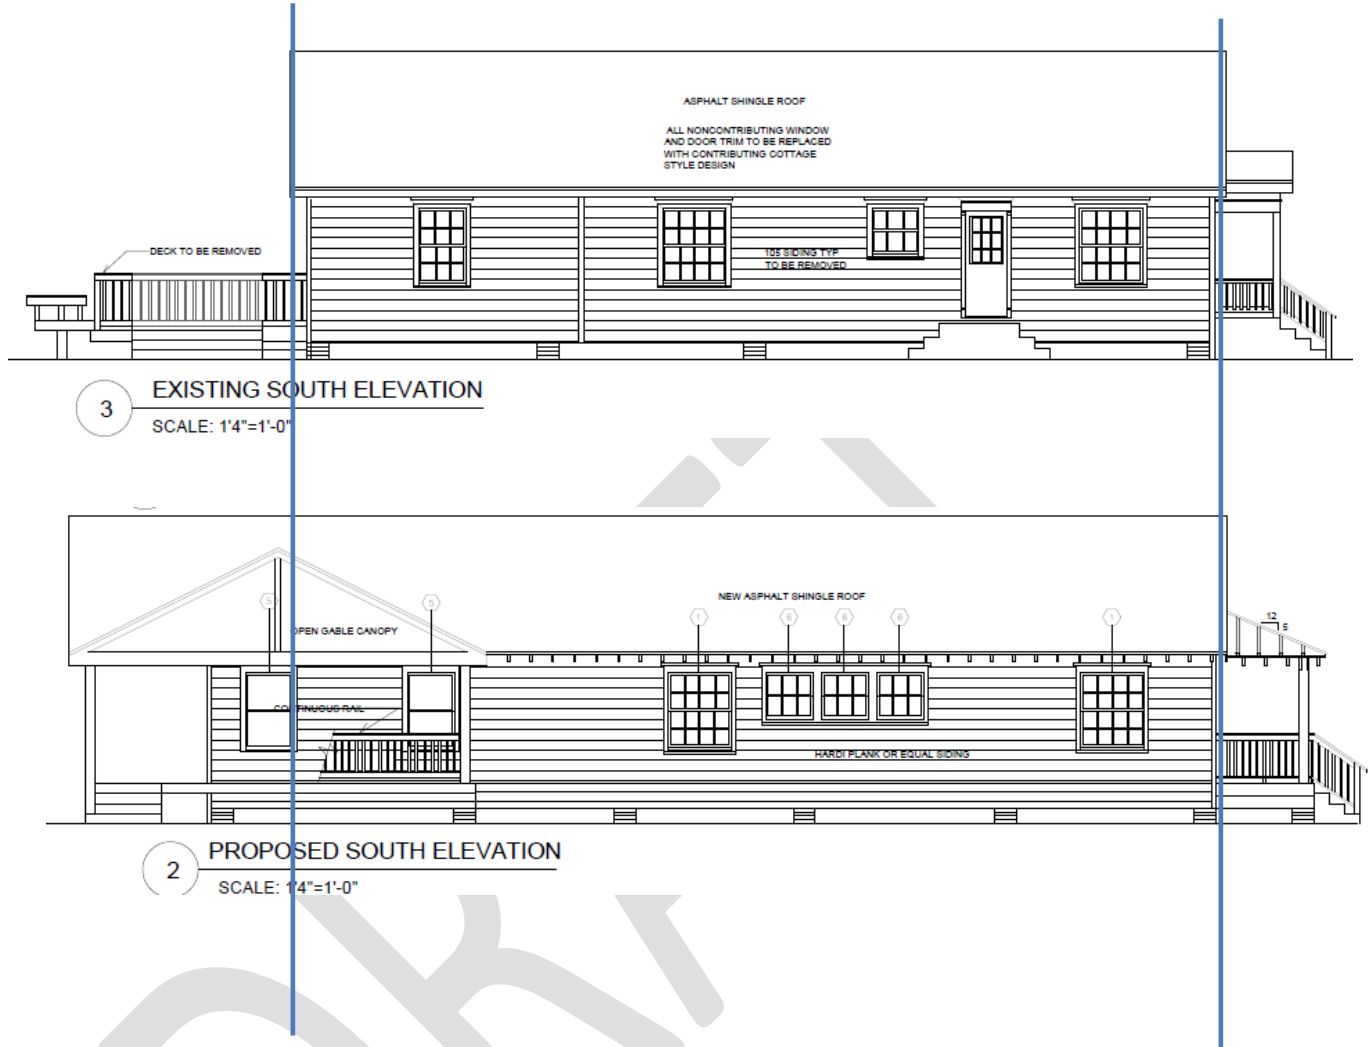 ASPHALT SHINGLE ROOF
ALL NONCONTRIBUTING WINDOW
AND DOOR TRIM TO BE REPLACED
WITH CONTRIBUTING COTTAGE
STYLE DESIGN
DECK TO BE REMOVED
105 SIDING TYP
TO BE REMOVED
3
EXISTING SOUTH ELEVATION
SCALE: 1'4"=1'-0"
NEW ASPHALT SHINGLE ROOF
5
5
1
6
6
6
1
12
5
OPEN GABLE CANOPY
CONTINUOUS RAIL
HARDI PLANK OR EQUAL SIDING
2
PROPOSED SOUTH ELEVATION
SCALE: 1'4"=1'-0"